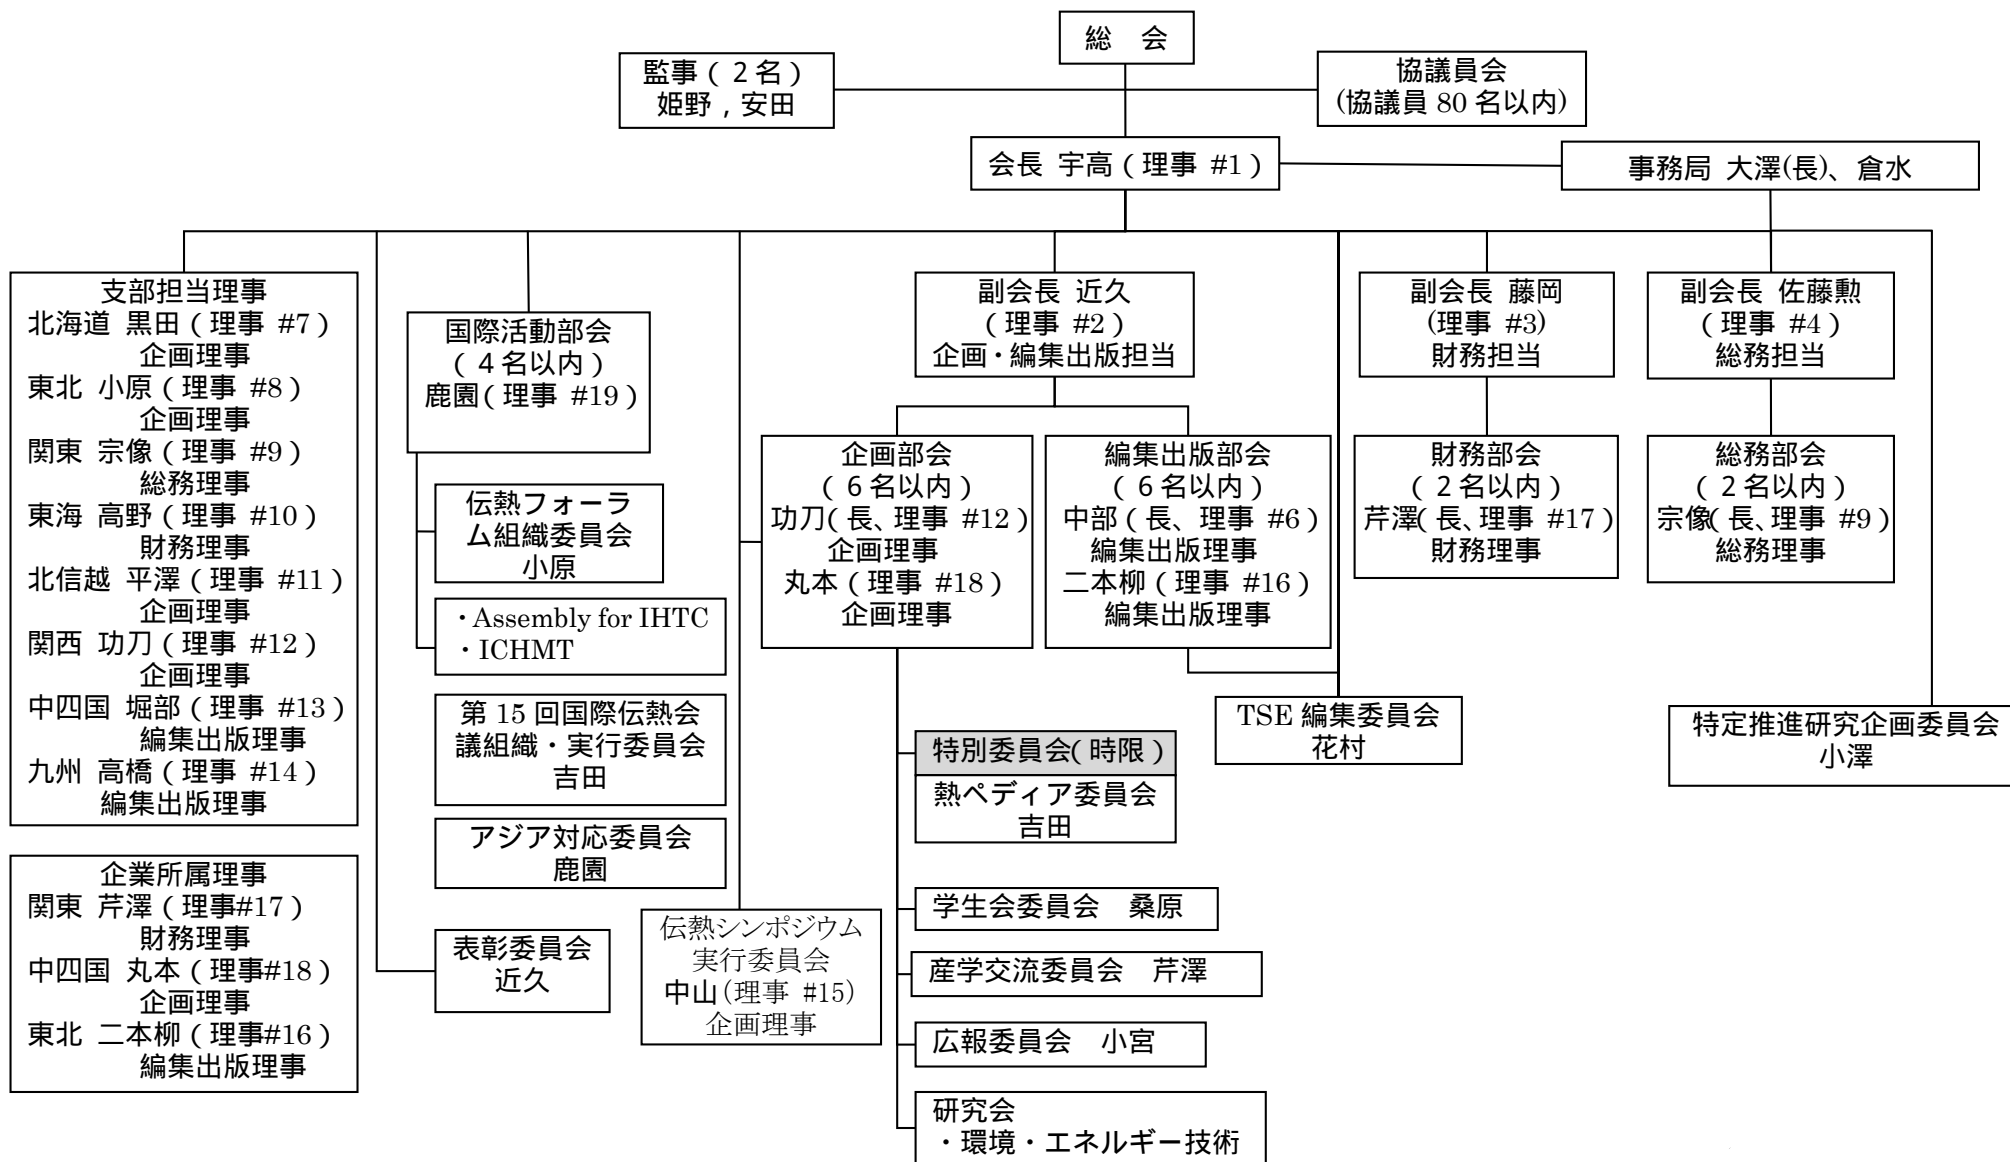 総　会
監事（２名）
姫野，安田
協議員会
(協議員 80 名以内)
会長 宇高（理事 #1）
事務局 大澤(長)、倉水
支部担当理事
北海道 黒田（理事 #7）
企画理事
東北 小原（理事 #8）
企画理事
関東 宗像（理事 #9）
総務理事
東海 高野（理事 #10）
財務理事
北信越 平澤（理事 #11）
企画理事
関西 功刀（理事 #12）
企画理事
中四国 堀部（理事 #13）
編集出版理事
九州 高橋（理事 #14）
編集出版理事
企業所属理事
関東 芹澤（理事#17）
財務理事
中四国 丸本（理事#18）
企画理事
東北 二本柳（理事#16）
編集出版理事
国際活動部会
（４名以内）
鹿園（理事 #19）
伝熱フォーラ
ム組織委員会
小原
・Assembly for IHTC
・ICHMT
第 15 回国際伝熱会
議組織・実行委員会
吉田
アジア対応委員会
鹿園
表彰委員会
近久
伝熱シンポジウム
実行委員会
中山(理事 #15)
企画理事
副会長 近久
（理事 #2）
企画・編集出版担当
企画部会
（６名以内）
功刀（長、理事 #12）
企画理事
丸本（理事 #18）
企画理事
編集出版部会
（６名以内）
中部（長、理事 #6）
編集出版理事
二本柳（理事 #16）
編集出版理事
特別委員会（時限）
熱ペディア委員会
吉田
学生会委員会　桑原
産学交流委員会　芹澤
広報委員会　小宮
研究会
・環境・エネルギー技術
TSE 編集委員会
花村
副会長 藤岡
(理事 #3)
財務担当
財務部会
（２名以内）
芹澤（長、理事 #17）
財務理事
副会長 佐藤勲
（理事 #4）
総務担当
総務部会
（２名以内）
宗像（長、理事 #9）
総務理事
特定推進研究企画委員会
小澤